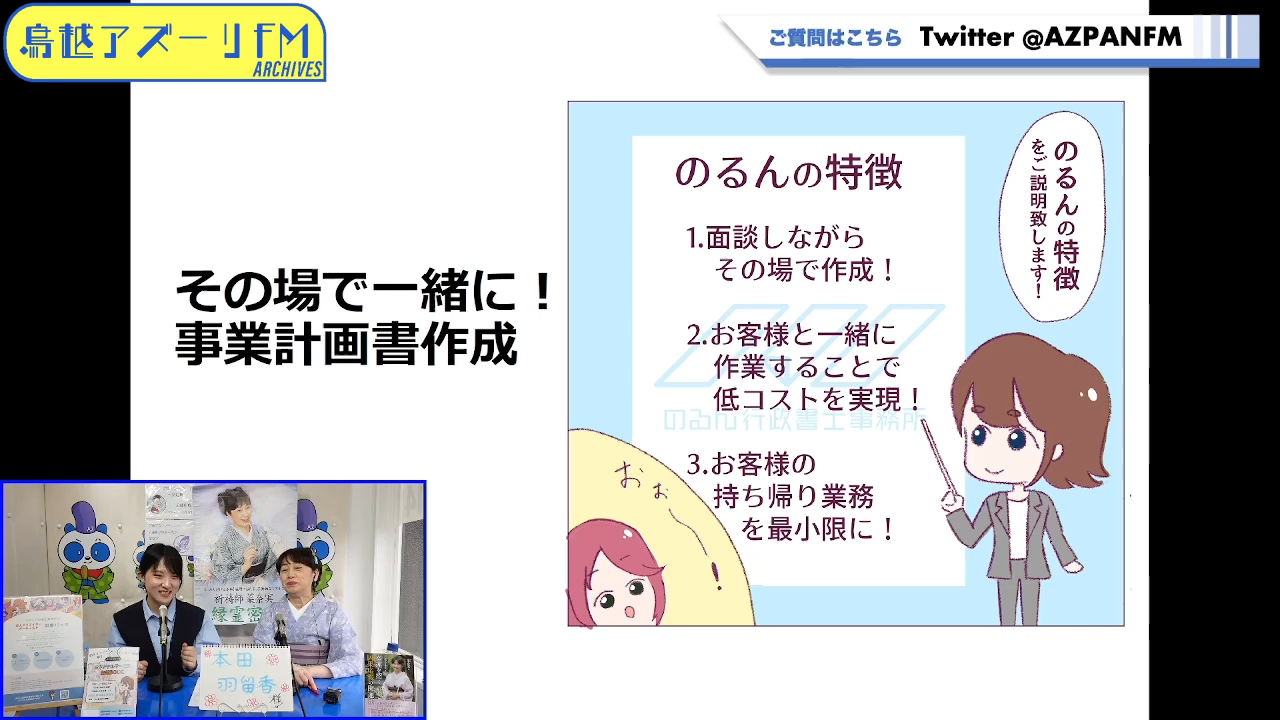 鳥越アズーリFM
ARCHIVES
ご質問はこちら Twitter @AZPANFM
その場で一緒に！
事業計画書作成
のるんの特徴
1.面談しながら
その場で作成！
2.お客様と一緒に
作業することで
低コストを実現！
のるん行政書士事務所
3.お客様の
持ち帰り業務
を最小限に！
のるんの特徴
をご説明致します！
おぉ
！
祈祷師
縁霊密
本田
羽留香
様